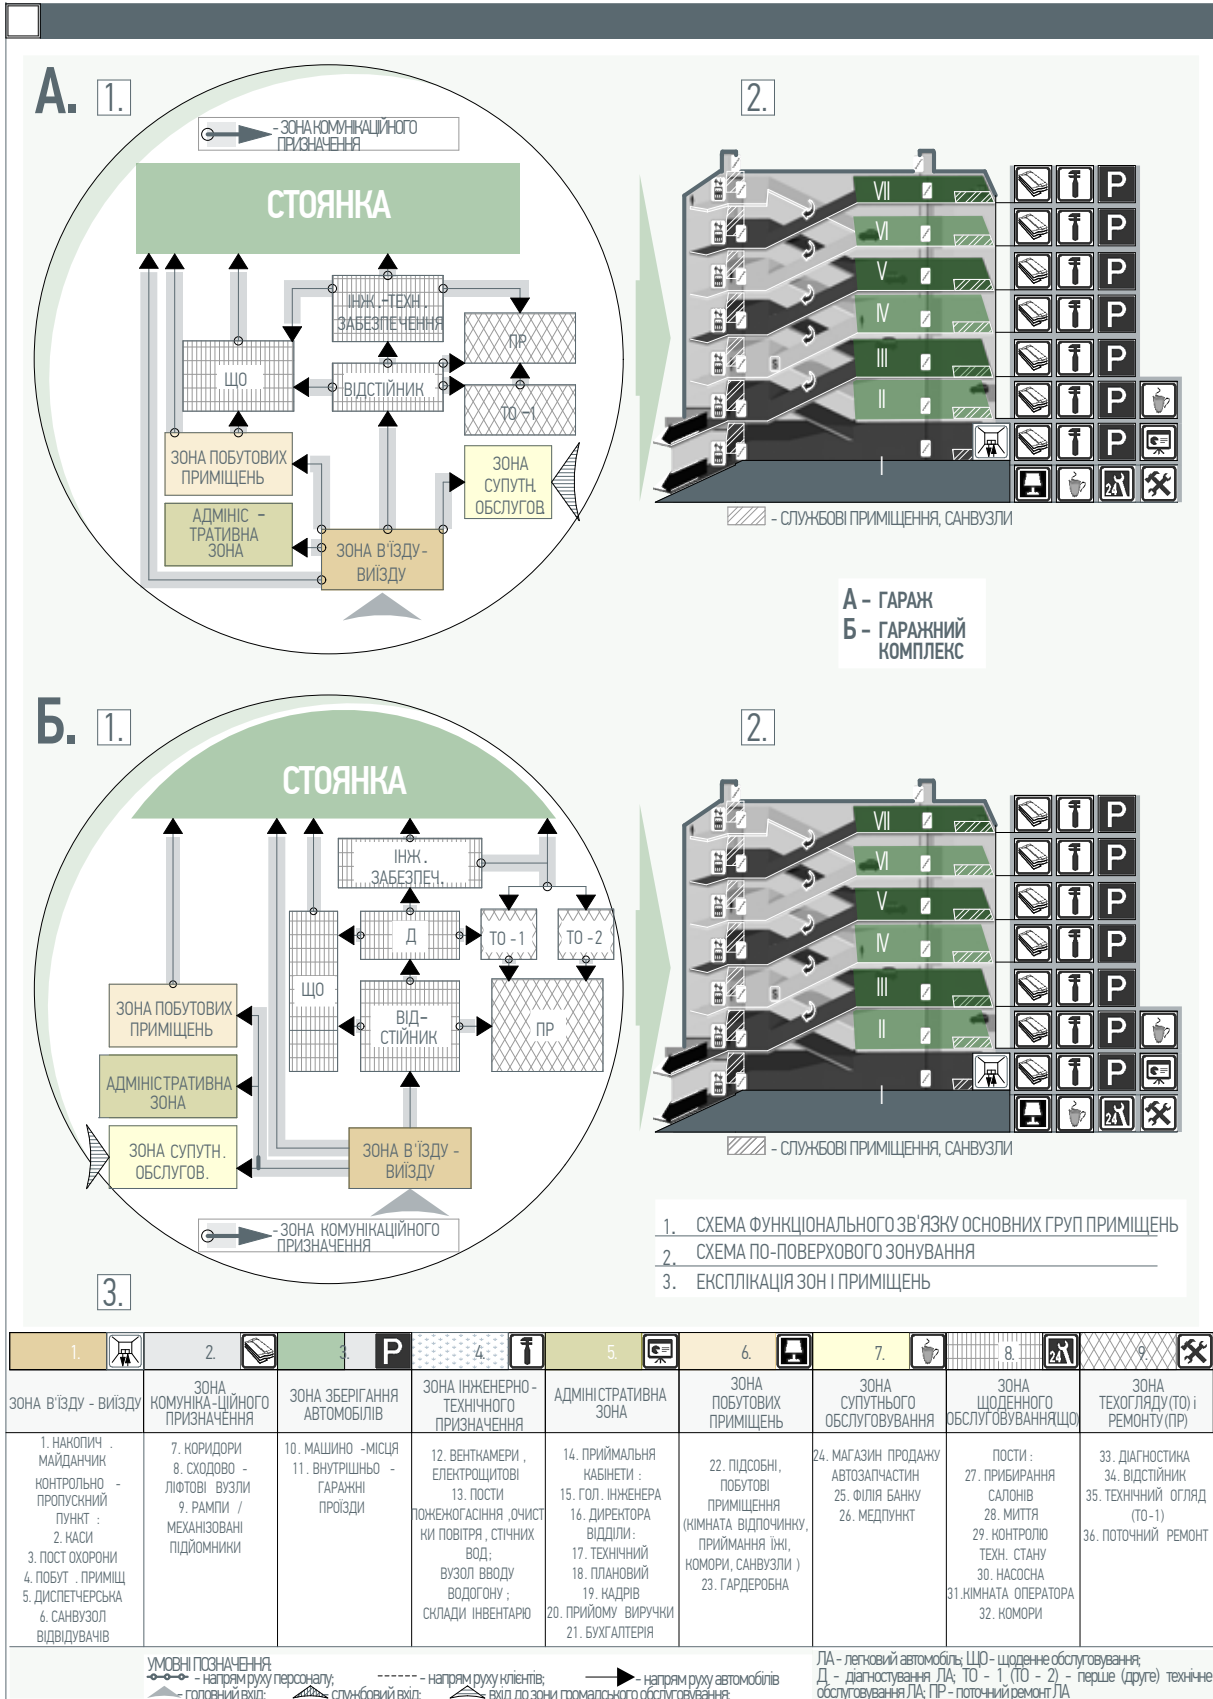 А.
1.
2.
- ЗОНА КОМУНІКАЦІЙНОГО
ПРИЗНАЧЕННЯ
СТОЯНКА
ІНЖ.-ТЕХН.
ЗАБЕЗПЕЧЕННЯ
ПР
ЩО
ВІДСТІЙНИК
ТО -1
ЗОНА ПОБУТОВИХ
ПРИМІЩЕНЬ
ЗОНА
СУПУТН.
ОБСЛУГОВ.
АДМІНІС -
ТРАТИВНА
ЗОНА
ЗОНА В'ЇЗДУ-
ВИЇЗДУ
VII
VI
V
IV
III
II
I
P
P
P
P
P
P
P
24
- СЛУЖБОВІ ПРИМІЩЕННЯ, САНВУЗЛИ
А - ГАРАЖ
Б - ГАРАЖНИЙ
КОМПЛЕКС
Б.
1.
2.
СТОЯНКА
ІНЖ.
ЗАБЕЗПЕЧ.
Д
ТО -1
ТО -2
ЩО
ВІД-
СТІЙНИК
ПР
ЗОНА ПОБУТОВИХ
ПРИМІЩЕНЬ
АДМІНІСТРАТИВНА
ЗОНА
ЗОНА СУПУТН.
ОБСЛУГОВ.
ЗОНА В'ЇЗДУ -
ВИЇЗДУ
- ЗОНА КОМУНІКАЦІЙНОГО
ПРИЗНАЧЕННЯ
VII
VI
V
IV
III
II
I
P
P
P
P
P
P
P
24
- СЛУЖБОВІ ПРИМІЩЕННЯ, САНВУЗЛИ
1. СХЕМА ФУНКЦІОНАЛЬНОГО ЗВ'ЯЗКУ ОСНОВНИХ ГРУП ПРИМІЩЕНЬ
2. СХЕМА ПО-ПОВЕРХОВОГО ЗОНУВАННЯ
3. ЕКСПЛІКАЦІЯ ЗОН І ПРИМІЩЕНЬ
3.
1.
2.
3. P
4.
5.
6.
7.
8. 24
9.
ЗОНА В'ЇЗДУ - ВИЇЗДУ
ЗОНА
КОМУНІКА-ЦІЙНОГО
ПРИЗНАЧЕННЯ
ЗОНА ЗБЕРІГАННЯ
АВТОМОБІЛІВ
ЗОНА ІНЖЕНЕРНО-
ТЕХНІЧНОГО
ПРИЗНАЧЕННЯ
АДМІНІСТРАТИВНА
ЗОНА
ЗОНА
ПОБУТОВИХ
ПРИМІЩЕНЬ
ЗОНА
СУПУТНЬОГО
ОБСЛУГОВУВАННЯ
ЗОНА
ЩОДЕННОГО
ОБСЛУГОВУВАННЯ(ЩО)
ЗОНА
ТЕХОГЛЯДУ(ТО) і
РЕМОНТУ(ПР)
1. НАКОПИЧ .
МАЙДАНЧИК
КОНТРОЛЬНО -
ПРОПУСКНИЙ
ПУНКТ :
2. КАСИ
3. ПОСТ ОХОРОНИ
4. ПОБУТ . ПРИМІЩ
5. ДИСПЕТЧЕРСЬКА
6. САНВУЗОЛ
ВІДВІДУВАЧІВ
7. КОРИДОРИ
8. СХОДОВО -
ЛІФТОВІ ВУЗЛИ
9. РАМПИ /
МЕХАНІЗОВАНІ
ПІДЙОМНИКИ
10. МАШИНО -МІСЦЯ
11. ВНУТРІШНЬО -
ГАРАЖНІ
ПРОЇЗДИ
12. ВЕНТКАМЕРИ ,
ЕЛЕКТРОЩИТОВІ
13. ПОСТИ
ПОЖЕЖОГАСІННЯ ,ОЧИСТ
КИ ПОВІТРЯ , СТІЧНИХ
ВОД;
ВУЗОЛ ВВОДУ
ВОДОГОНУ ;
СКЛАДИ ІНВЕНТАРЮ
14. ПРИЙМАЛЬНЯ
КАБІНЕТИ :
15. ГОЛ. ІНЖЕНЕРА
16. ДИРЕКТОРА
ВІДДІЛИ:
17. ТЕХНІЧНИЙ
18. ПЛАНОВИЙ
19. КАДРІВ
20. ПРИЙОМУ ВИРУЧКИ
21. БУХГАЛТЕРІЯ
22. ПІДСОБНІ,
ПОБУТОВІ
ПРИМІЩЕННЯ
(КІМНАТА ВІДПОЧИНКУ,
ПРИЙМАННЯ ЇЖІ,
КОМОРИ, САНВУЗЛИ )
23. ГАРДЕРОБНА
24. МАГАЗИН ПРОДАЖУ
АВТОЗАПЧАСТИН
25. ФІЛІЯ БАНКУ
26. МЕДПУНКТ
ПОСТИ :
27. ПРИБИРАННЯ
САЛОНІВ
28. МИТТЯ
29. КОНТРОЛЮ
ТЕХН. СТАНУ
30. НАСОСНА
31.КІМНАТА ОПЕРАТОРА
32. КОМОРИ
33. ДІАГНОСТИКА
34. ВІДСТІЙНИК
35. ТЕХНІЧНИЙ ОГЛЯД
(ТО-1)
36. ПОТОЧНИЙ РЕМОНТ
УМОВНІ ПОЗНАЧЕННЯ:
- напрям руху персоналу; - напрям руху клієнтів; - напрям руху автомобілів
- головний вхід; - службовий вхід; - вхід до зони громадського обслуговування;
ЛА - легковий автомобіль; ЩО - щоденне обслуговування;
Д - діагностування ЛА; ТО - 1 (ТО - 2) - перше (друге) технічне
обслуговування ЛА; ПР - поточний ремонт ЛА